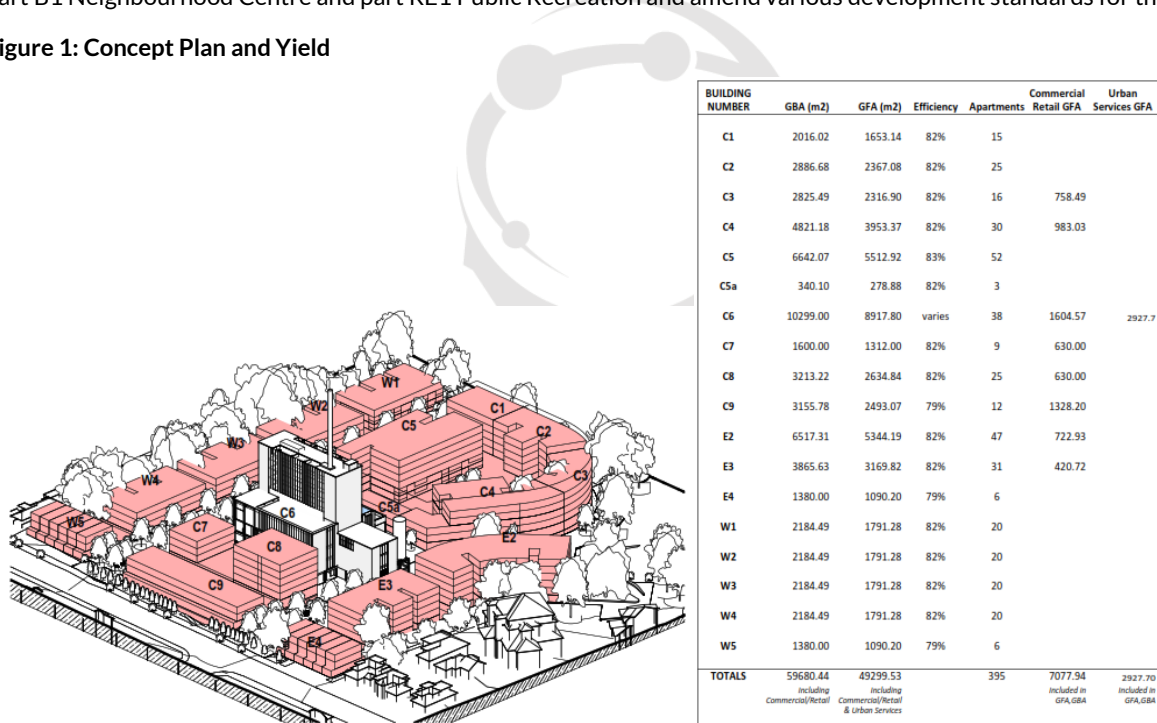 art B1 Neighbourhood Centre and part RE1 Public Recreation and amend various development standards for th
igure 1: Concept Plan and Yield
BUILDING NUMBER GBA (m2) GFA (m2) Efficiency Apartments Commercial Retail GFA Urban Services GFA
C1 2016.02 1653.14 82% 15
C2 2886.68 2367.08 82% 25
C3 2825.49 2316.90 82% 16 758.49
C4 4821.18 3953.37 82% 30 983.03
C5 6642.07 5512.92 83% 52
C5a 340.10 278.88 82% 3
C6 10299.00 8917.80 varies 38 1604.57 2927.7
C7 1600.00 1312.00 82% 9 630.00
C8 3213.22 2634.84 82% 25 630.00
C9 3155.78 2493.07 79% 12 1328.20
E2 6517.31 5344.19 82% 47 722.93
E3 3865.63 3169.82 82% 31 420.72
E4 1380.00 1090.20 79% 6
W1 2184.49 1791.28 82% 20
W2 2184.49 1791.28 82% 20
W3 2184.49 1791.28 82% 20
W4 2184.49 1791.28 82% 20
W5 1380.00 1090.20 79% 6
TOTALS 59680.44 49299.53 395 7077.94 2927.70
Including Commercial/Retail Including Commercial/Retail & Urban Services Included in GFA,GBA Included in GFA,GBA
W1
C1
W2
C5
C2
W3
C3
W4
C4
C5a
C6
W5
C7
E2
C8
C9
E3
E4